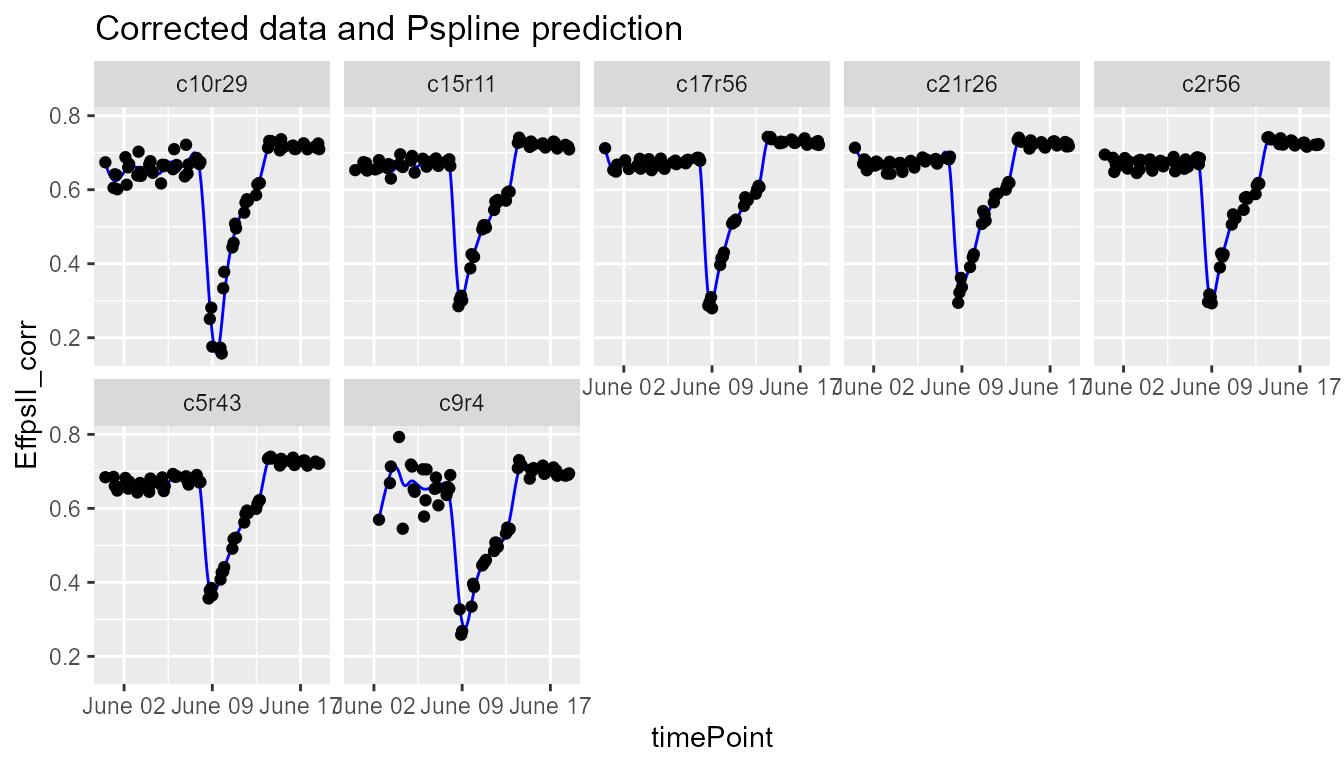 Corrected data and Pspline prediction
c10r29 c15r11 c17r56 c21r26 c2r56
0.8
0.6
0.4
0.2
June 02 June 09 June 17 June 02 June 09 June 17 June 02 June 09 June 17
c5r43 c9r4
0.8
0.6
0.4
0.2
June 02 June 09 June 17 June 02 June 09 June 17
EffpsII_corr
timePoint